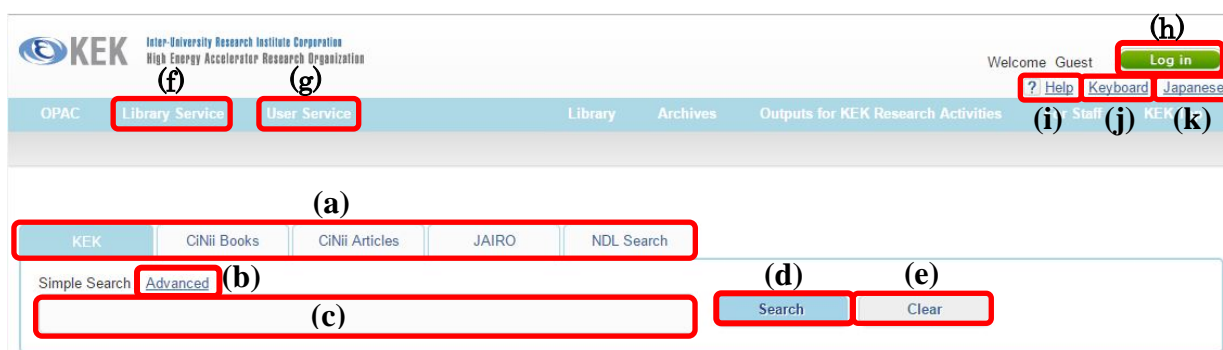 (h)
KEK Inter-University Research Institute Corporation
High Energy Accelerator Research Organization
(f) (g)
Welcome Guest Log in
? Help Keyboard Japanese
OPAC Library Service User Service Library Archives Outputs for KEK Research Activities Staff KEK
(i) (j) (k)
(a)
KEK CiNii Books CiNii Articles JAIRO NDL Search
Simple Search Advanced (b) (d) (e)
(c) Search Clear